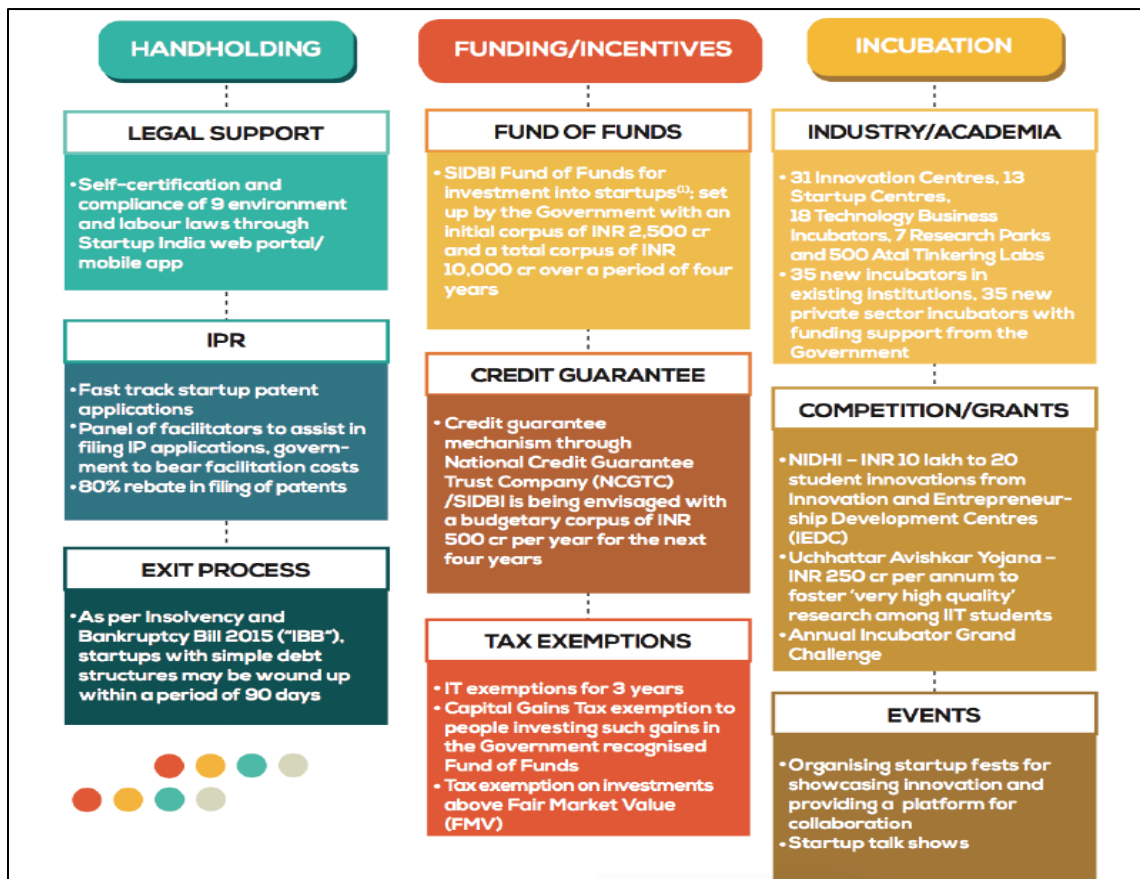 HANDHOLDING
LEGAL SUPPORT
•Self-certification and
compliance of 9 environment
and labour laws through
Startup India web portal/
mobile app
IPR
•Fast track startup patent
applications
•Panel of facilitators to assist in
filing IP applications, govern-
ment to bear facilitation costs
•80% rebate in filing of patents
EXIT PROCESS
•As per Insolvency and
Bankruptcy Bill 2015 ("IBB"),
startups with simple debt
structures may be wound up
within a period of 90 days
FUNDING/INCENTIVES
FUND OF FUNDS
•SIDBI Fund of Funds for
investment into startups(1); set
up by the Government with an
initial corpus of INR 2,500 cr
and a total corpus of INR
10,000 cr over a period of four
years
CREDIT GUARANTEE
•Credit guarantee
mechanism through
National Credit Guarantee
Trust Company (NCGTC)
/SIDBI is being envisaged with
a budgetary corpus of INR
500 cr per year for the next
four years
TAX EXEMPTIONS
•IT exemptions for 3 years
•Capital Gains Tax exemption to
people investing such gains in
the Government recognised
Fund of Funds
•Tax exemption on investments
above Fair Market Value
(FMV)
INCUBATION
INDUSTRY/ACADEMIA
•31 Innovation Centres, 13
Startup Centres,
18 Technology Business
Incubators, 7 Research Parks
and 500 Atal Tinkering Labs
•35 new incubators in
existing institutions, 35 new
private sector incubators with
funding support from the
Government
COMPETITION/GRANTS
•NIDHI – INR 10 lakh to 20
student innovations from
Innovation and Entrepreneur-
ship Development Centres
(IEDC)
•Uchhattar Avishkar Yojana –
INR 250 cr per annum to
foster 'very high quality'
research among IIT students
•Annual Incubator Grand
Challenge
EVENTS
•Organising startup fests for
showcasing innovation and
providing a platform for
collaboration
•Startup talk shows